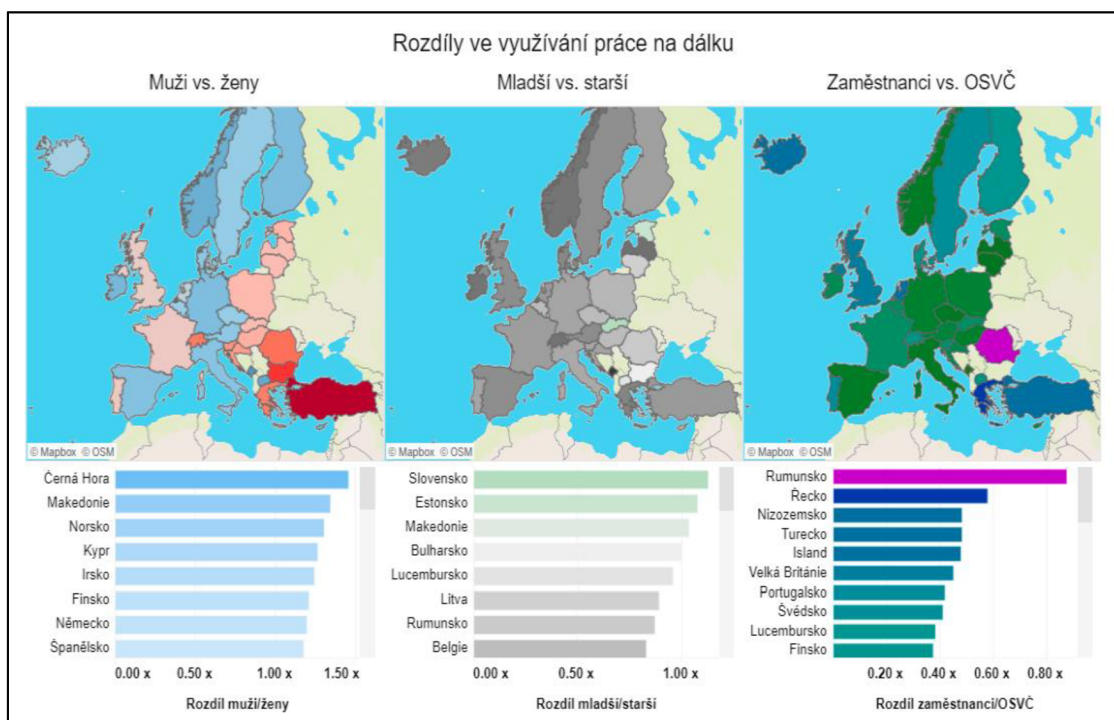 Rozdíly ve využívání práce na dálku
Muži vs. ženy
Mladší vs. starší
Zaměstnanci vs. OSVČ
© Mapbox © OSM
© Mapbox © OSM
© Mapbox © OSM
Černá Hora
Makedonie
Norsko
Kypr
Irsko
Finsko
Německo
Španělsko
0.00 x 0.50 x 1.00 x 1.50 x
Rozdíl muži/ženy
Slovensko
Estonsko
Makedonie
Bulharsko
Lucembursko
Litva
Rumunsko
Belgie
0.00 x 0.50 x 1.00 x
Rozdíl mladší/starší
Rumunsko
Řecko
Nizozemsko
Turecko
Island
Velká Británie
Portugalsko
Švédsko
Lucembursko
Finsko
0.20 x 0.40 x 0.60 x 0.80 x
Rozdíl zaměstnanci/OSVČ